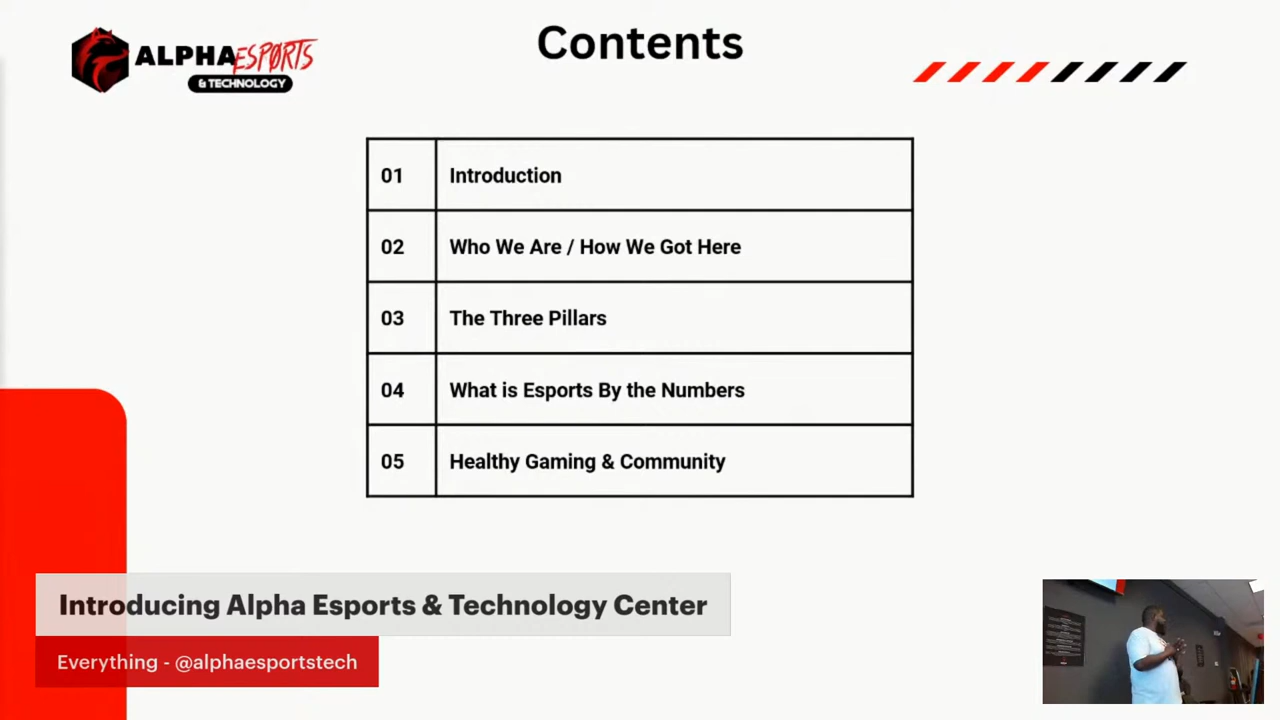 ALPHA ESPORTS
& TECHNOLOGY
Contents
01 Introduction
02 Who We Are / How We Got Here
03 The Three Pillars
04 What is Esports By the Numbers
05 Healthy Gaming & Community
Introducing Alpha Esports & Technology Center
Everything - @alphaesportstech